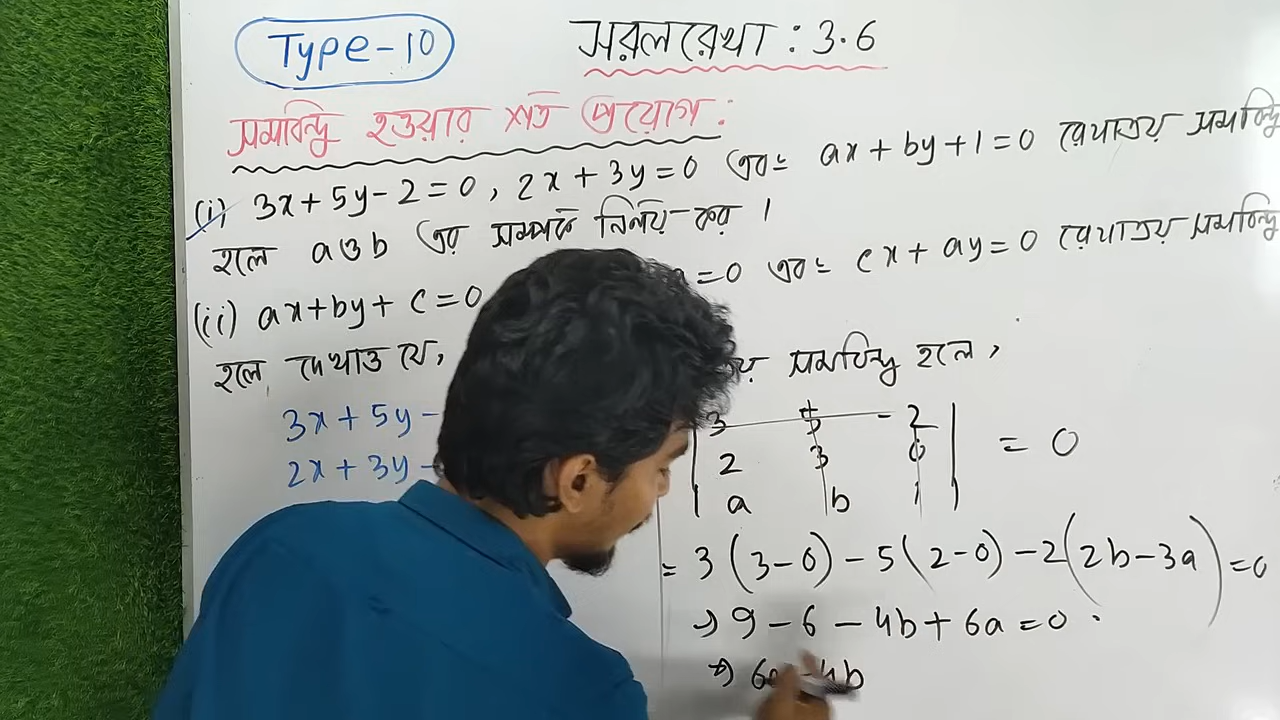 Type-10
সরলরেখা : 3.6
সমবিন্দু হওয়ার শর্ত প্রয়োগ :
(i) 3x + 5y - 2 = 0 , 2x + 3y = 0 এবং ax + by + 1 = 0 রেখাত্রয় সমবিন্দু
হলে a ও b এর সম্পর্ক নির্ণয় কর ।
(ii) ax + by + c = 0 = 0 এবং cx + ay = 0 রেখাত্রয় সমবিন্দু
হলে দেখাও যে,
সমবিন্দু হলে,
3x + 5y -
2x + 3y -
| 3 5 - 2 |
| 2 3 0 | = 0
| a b 1 |
= 3 (3 - 0) - 5 (2 - 0) - 2 (2b - 3a) = 0
⇒ 9 - 6 - 4b + 6a = 0 .
⇒ 6a - 4b